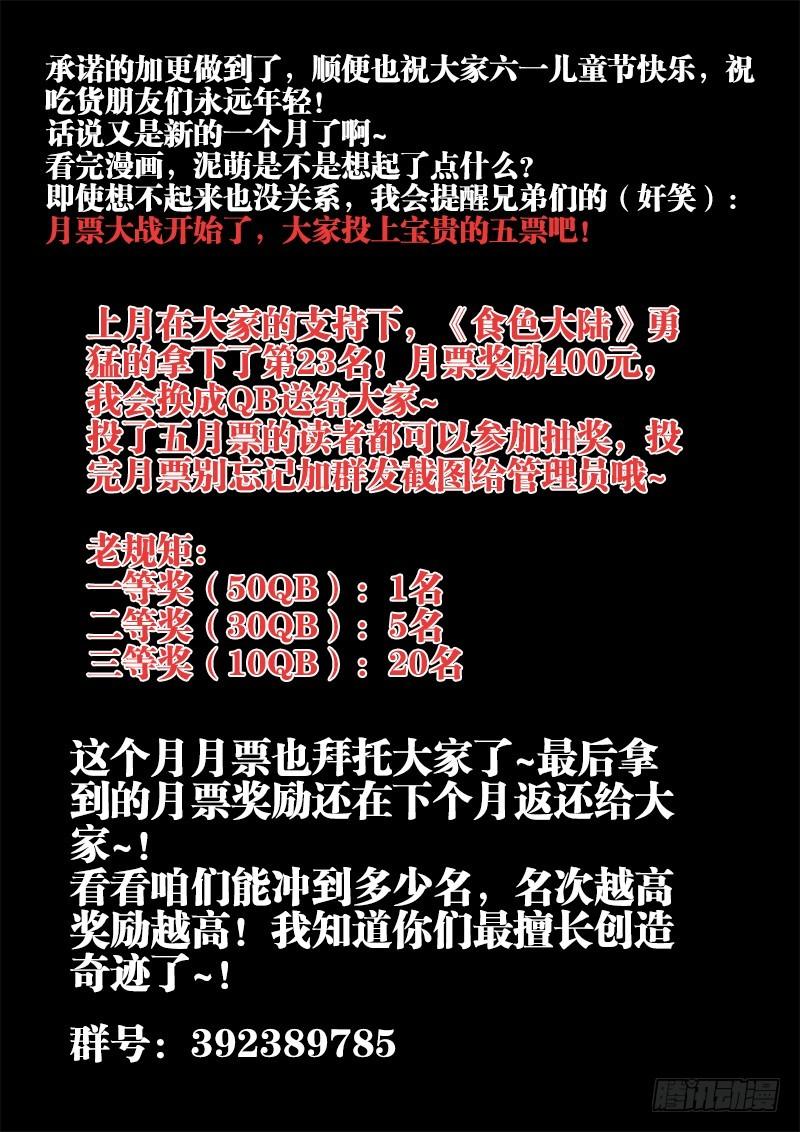 承诺的加更做到了，顺便也祝大家六一儿童节快乐，祝
吃货朋友们永远年轻！
话说又是新的一个月了啊~
看完漫画，泥萌是不是想起了点什么？
即使想不起来也没关系，我会提醒兄弟们的（奸笑）：
月票大战开始了，大家投上宝贵的五票吧！
上月在大家的支持下，《食色大陆》勇
猛的拿下了第23名！月票奖励400元，
我会换成QB送给大家~
投了五月票的读者都可以参加抽奖，投
完月票别忘记加群发截图给管理员哦~
老规矩：
一等奖（50QB）：1名
二等奖（30QB）：5名
三等奖（10QB）：20名
这个月月票也拜托大家了~最后拿
到的月票奖励还在下个月返还给大
家~！
看看咱们能冲到多少名，名次越高
奖励越高！我知道你们最擅长创造
奇迹了~！
群号：392389785
腾讯动漫